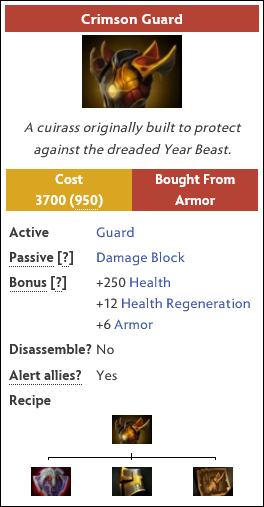 Crimson Guard
A cuirass originally built to protect
against the dreaded Year Beast.
Cost
3700 (950)
Bought From
Armor
Active Guard
Passive [?] Damage Block
Bonus [?] +250 Health
+12 Health Regeneration
+6 Armor
Disassemble? No
Alert allies? Yes
Recipe